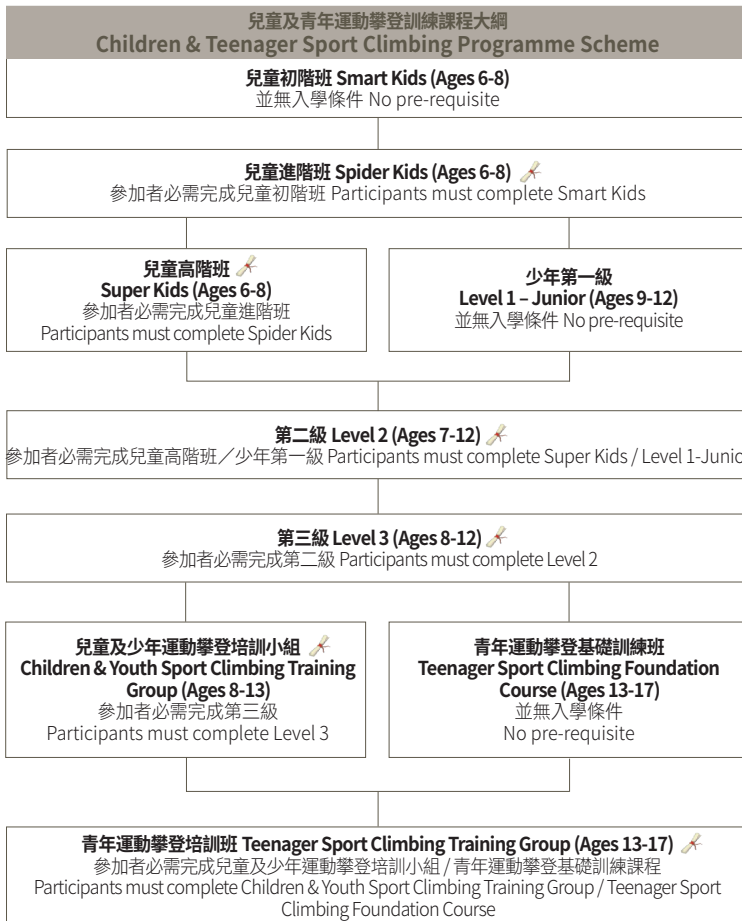 兒童及青年運動攀登訓練課程大綱
Children & Teenager Sport Climbing Programme Scheme
兒童初階班 Smart Kids (Ages 6-8)
並無入學條件 No pre-requisite
兒童進階班 Spider Kids (Ages 6-8)
參加者必需完成兒童初階班 Participants must complete Smart Kids
兒童高階班
Super Kids (Ages 6-8)
參加者必需完成兒童進階班
Participants must complete Spider Kids
少年第一級
Level 1 – Junior (Ages 9-12)
並無入學條件 No pre-requisite
第二級 Level 2 (Ages 7-12)
參加者必需完成兒童高階班／少年第一級 Participants must complete Super Kids / Level 1-Junio
第三級 Level 3 (Ages 8-12)
參加者必需完成第二級 Participants must complete Level 2
兒童及少年運動攀登培訓小組
Children & Youth Sport Climbing Training
Group (Ages 8-13)
參加者必需完成第三級
Participants must complete Level 3
青年運動攀登基礎訓練班
Teenager Sport Climbing Foundation
Course (Ages 13-17)
並無入學條件
No pre-requisite
青年運動攀登培訓班 Teenager Sport Climbing Training Group (Ages 13-17)
參加者必需完成兒童及少年運動攀登培訓小組 / 青年運動攀登基礎訓練課程
Participants must complete Children & Youth Sport Climbing Training Group / Teenager Sport
Climbing Foundation Course